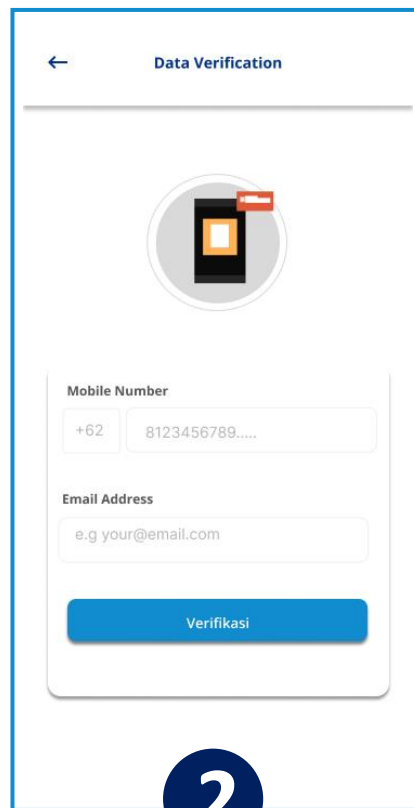 Data Verification
Mobile Number
+62 8123456789.....
Email Address
e.g your@email.com
Verifikasi
2